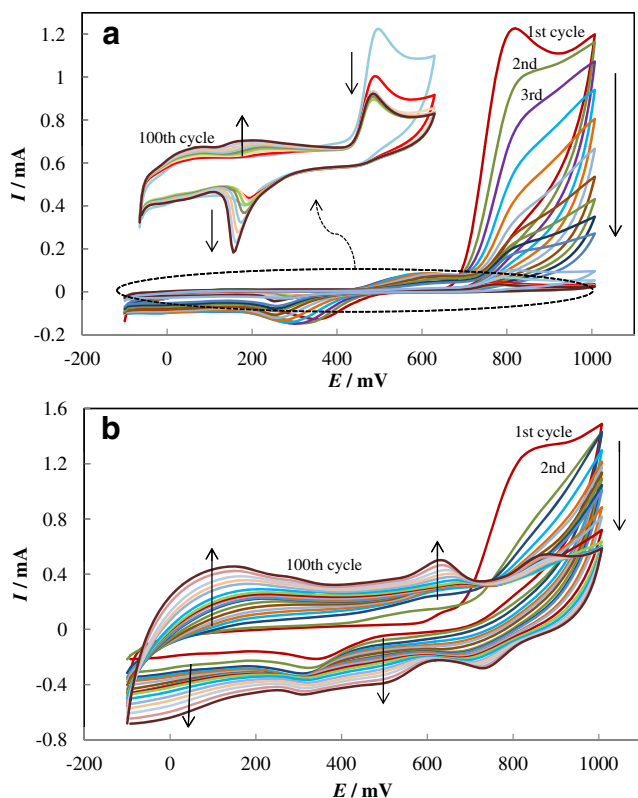 a
I / mA
1.2
1
0.8
0.6
0.4
0.2
0
-0.2
-200
0
200
400
600
800
1000
E / mV
1st cycle
2nd
3rd
100th cycle
b
I / mA
1.6
1.2
0.8
0.4
0
-0.4
-0.8
-200
0
200
400
600
800
1000
E / mV
1st cycle
2nd
100th cycle